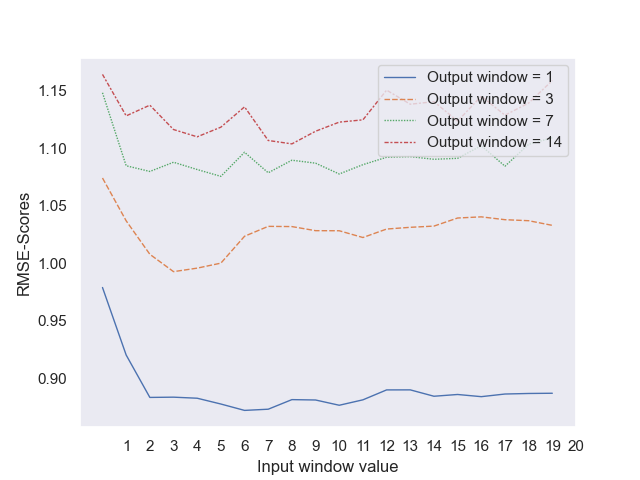 Output window = 1
Output window = 3
Output window = 7
Output window = 14
RMSE-Scores
1.15
1.10
1.05
1.00
0.95
0.90
1 2 3 4 5 6 7 8 9 10 11 12 13 14 15 16 17 18 19 20
Input window value